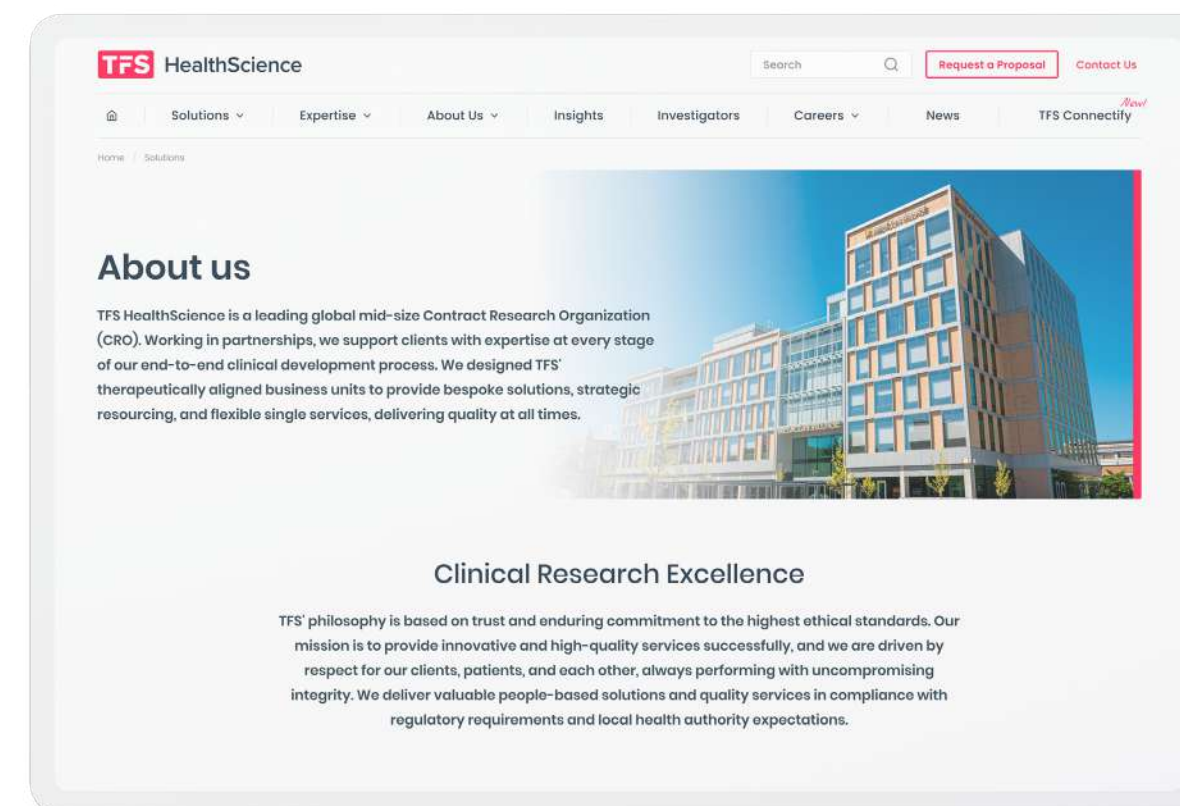 TFS HealthScience
Search
Request a Proposal
Contact Us
Solutions
Expertise
About Us
Insights
Investigators
Careers
News
New!
TFS Connectify
Home | Solutions
About us
TFS HealthScience is a leading global mid-size Contract Research Organization
(CRO). Working in partnerships, we support clients with expertise at every stage
of our end-to-end clinical development process. We designed TFS'
therapeutically aligned business units to provide bespoke solutions, strategic
resourcing, and flexible single services, delivering quality at all times.
Clinical Research Excellence
TFS' philosophy is based on trust and enduring commitment to the highest ethical standards. Our
mission is to provide innovative and high-quality services successfully, and we are driven by
respect for our clients, patients, and each other, always performing with uncompromising
integrity. We deliver valuable people-based solutions and quality services in compliance with
regulatory requirements and local health authority expectations.